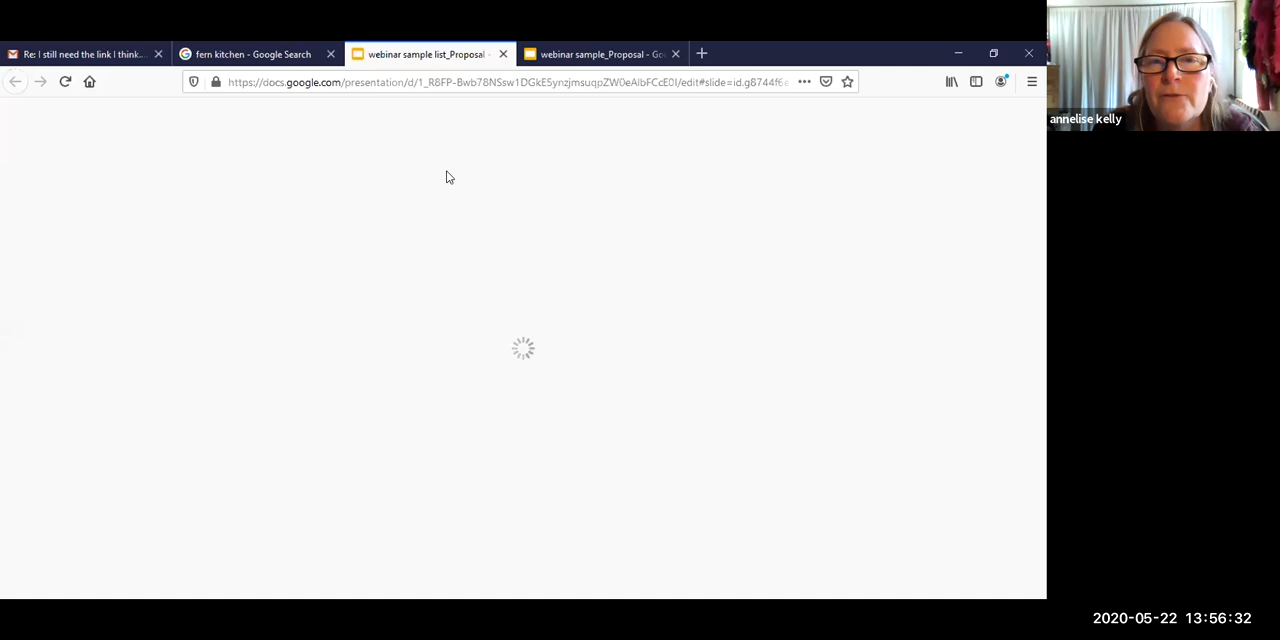 Re: I still need the link I think...
fern kitchen - Google Search
webinar sample list_Proposal -
webinar sample_Proposal - Go
https://docs.google.com/presentation/d/1_R8FP-Bwb78NSsw1DGkE5ynzjmsuqpZW0eAlbFCcE0I/edit#slide=id.g8744f6e
annelise kelly
2020-05-22 13:56:32